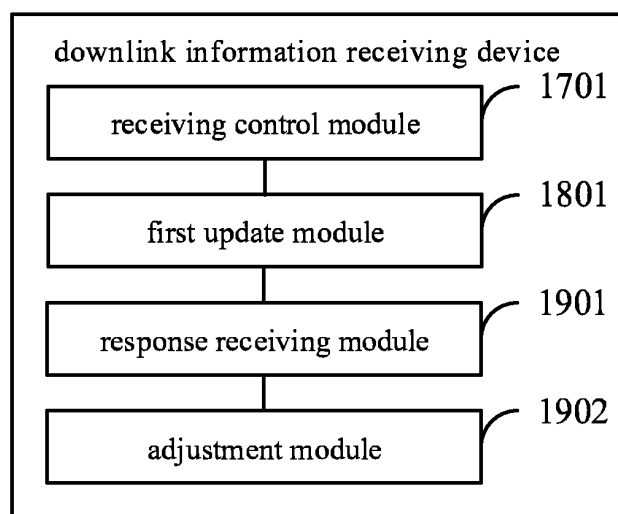 downlink information receiving device
1701
receiving control module
1801
first update module
1901
response receiving module
1902
adjustment module